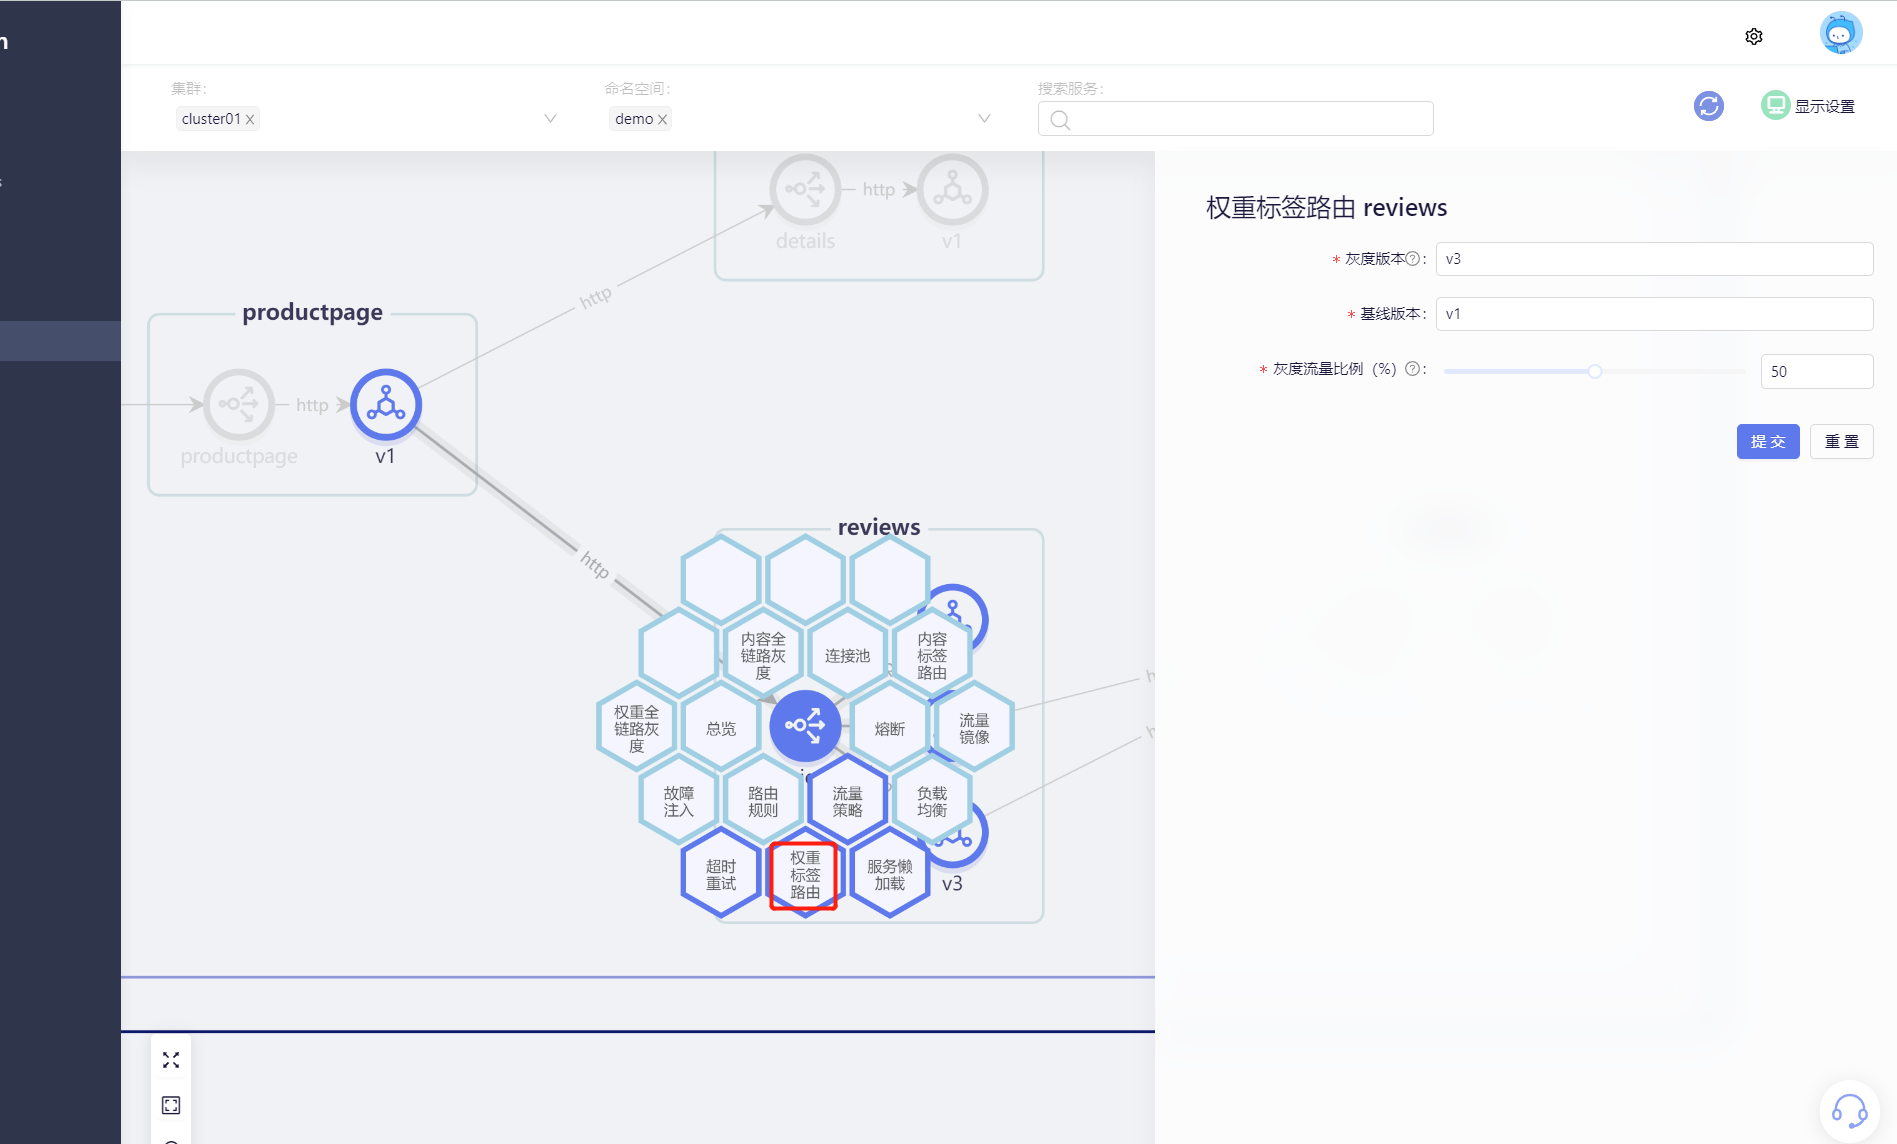 n
集群：
命名空间：
搜索服务：
cluster01
demo
显示设置
s
http
details
v1
http
productpage
http
productpage
v1
http
reviews
内容全
链路灰
度
连接池
内容
标签
路由
权重全
链路灰
度
总览
熔断
流量
镜像
故障
注入
路由
规则
流量
策略
负载
均衡
超时
重试
权重
标签
路由
服务懒
加载
v3
权重标签路由 reviews
* 灰度版本?：
v3
* 基线版本：
v1
* 灰度流量比例（%）?：
50
提 交
重 置